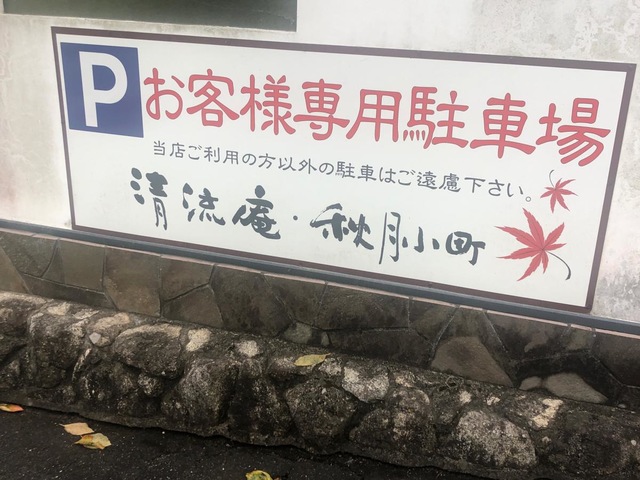 P お客様専用駐車場
当店ご利用の方以外の駐車はご遠慮下さい。
清流庵・秋月小町